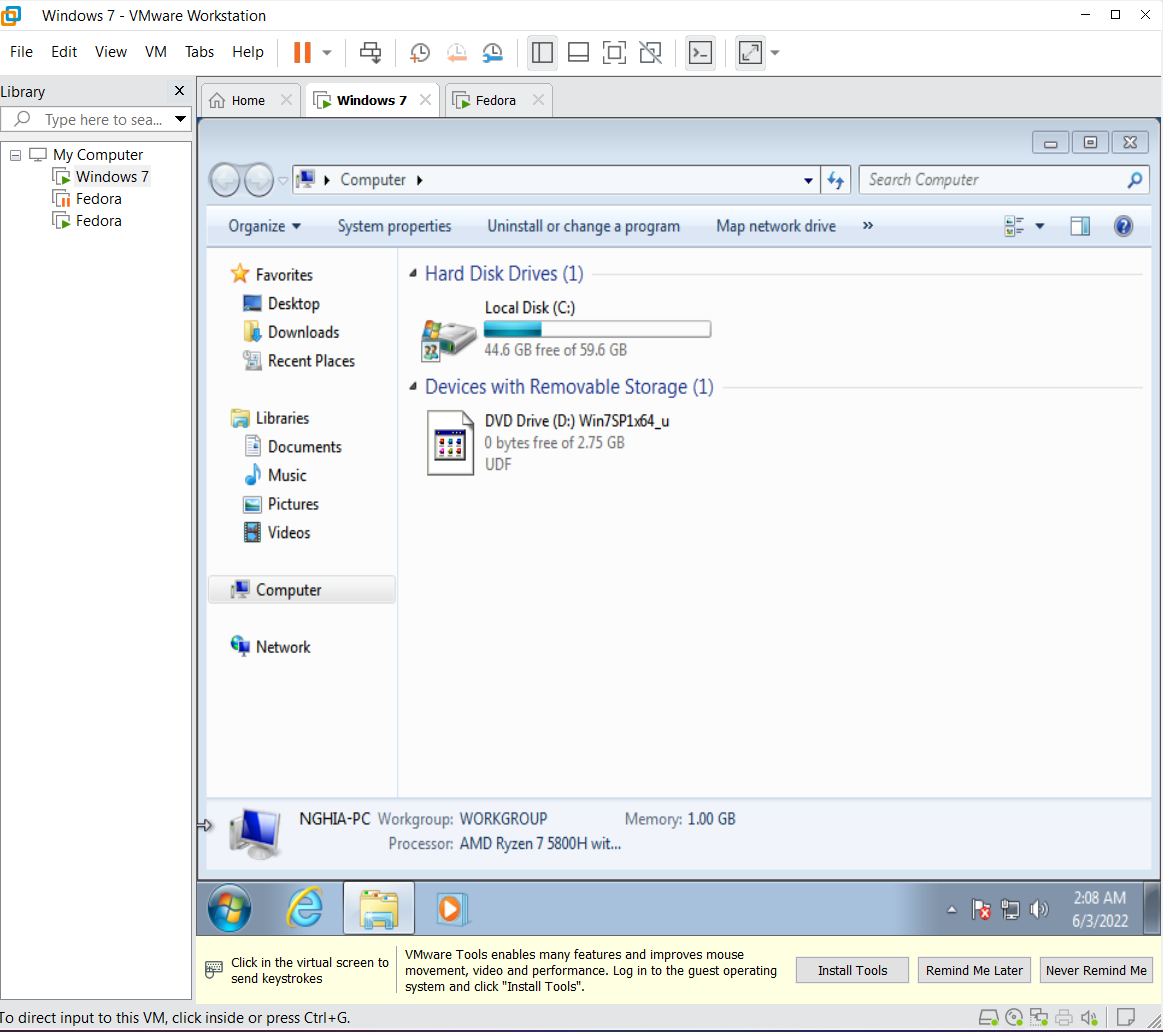 Windows 7 - VMware Workstation
File Edit View VM Tabs Help
Library
Type here to sea...
My Computer
Windows 7
Fedora
Fedora
Home
Windows 7
Fedora
Computer
Search Computer
Organize
System properties
Uninstall or change a program
Map network drive
»
Favorites
Desktop
Downloads
Recent Places
Libraries
Documents
Music
Pictures
Videos
Computer
Network
Hard Disk Drives (1)
Local Disk (C:)
44.6 GB free of 59.6 GB
Devices with Removable Storage (1)
DVD Drive (D:) Win7SP1x64_u
0 bytes free of 2.75 GB
UDF
NGHIA-PC Workgroup: WORKGROUP Memory: 1.00 GB
Processor: AMD Ryzen 7 5800H wit...
2:08 AM
6/3/2022
Click in the virtual screen to
send keystrokes
VMware Tools enables many features and improves mouse
movement, video and performance. Log in to the guest operating
system and click "Install Tools".
Install Tools
Remind Me Later
Never Remind Me
To direct input to this VM, click inside or press Ctrl+G.